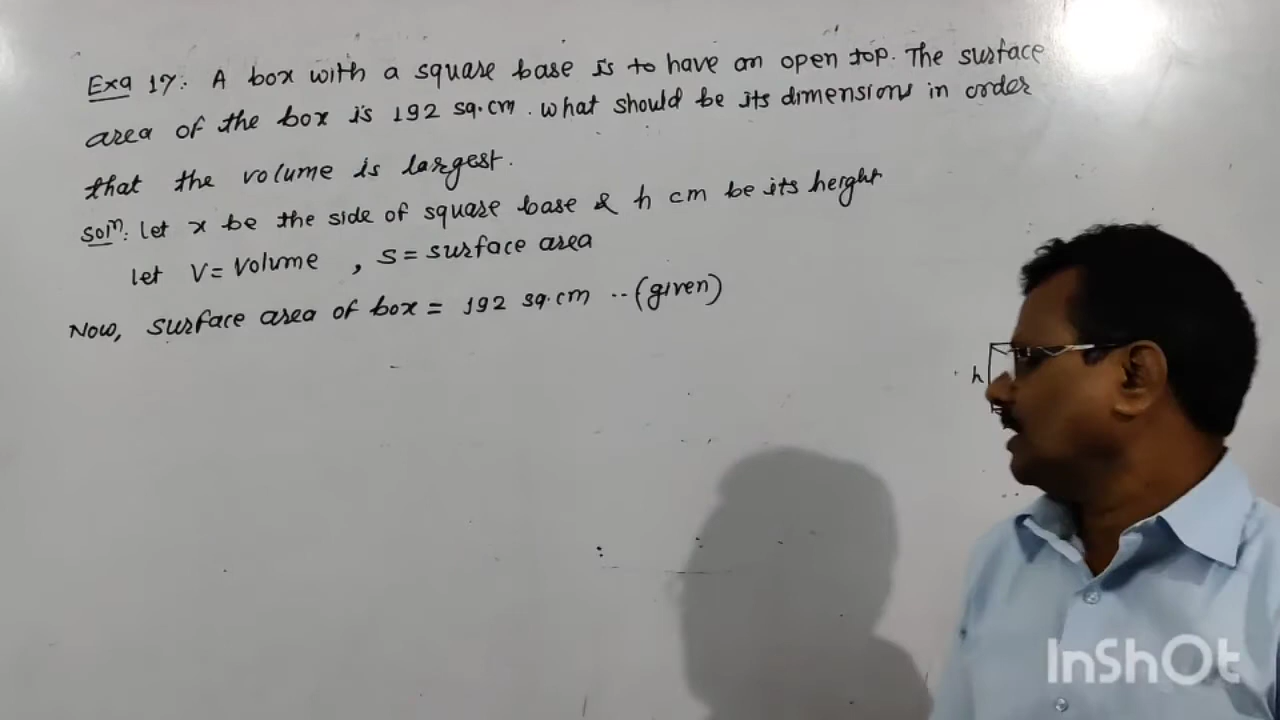 Exa 17: A box with a square base is to have an open top. The surface
area of the box is 192 sq.cm. what should be its dimensions in order
that the volume is largest.
Solⁿ: let x be the side of square base & h cm be its height
let V = Volume , S = surface area
Now, surface area of box = 192 sq.cm ..(given)
h
InShOt